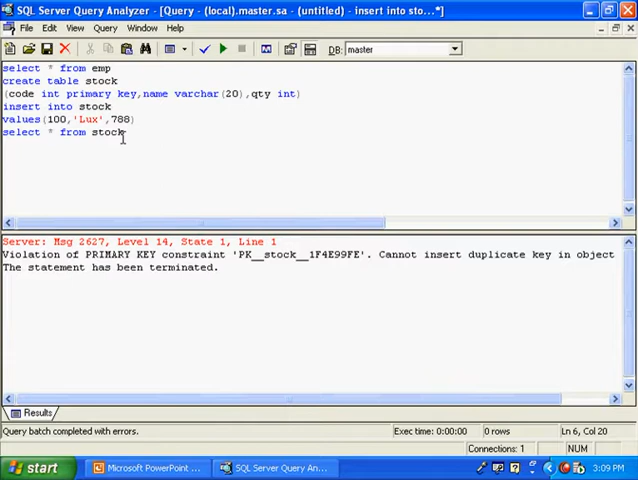 SQL Server Query Analyzer - [Query - (local).master.sa - (untitled) - insert into sto...*]
File Edit View Query Tools Window Help
DB: master
select * from emp
create table stock
(code int primary key,name varchar(20),qty int)
insert into stock
values(100,'Lux',788)
select * from stock
Server: Msg 2627, Level 14, State 1, Line 1
Violation of PRIMARY KEY constraint 'PK__stock__1F4E99FE'. Cannot insert duplicate key in object
The statement has been terminated.
Results
Query batch completed with errors.
Exec time: 0:00:00
0 rows
Ln 6, Col 20
Connections: 1
NUM
start
Microsoft PowerPoint ...
SQL Server Query An...
3:09 PM